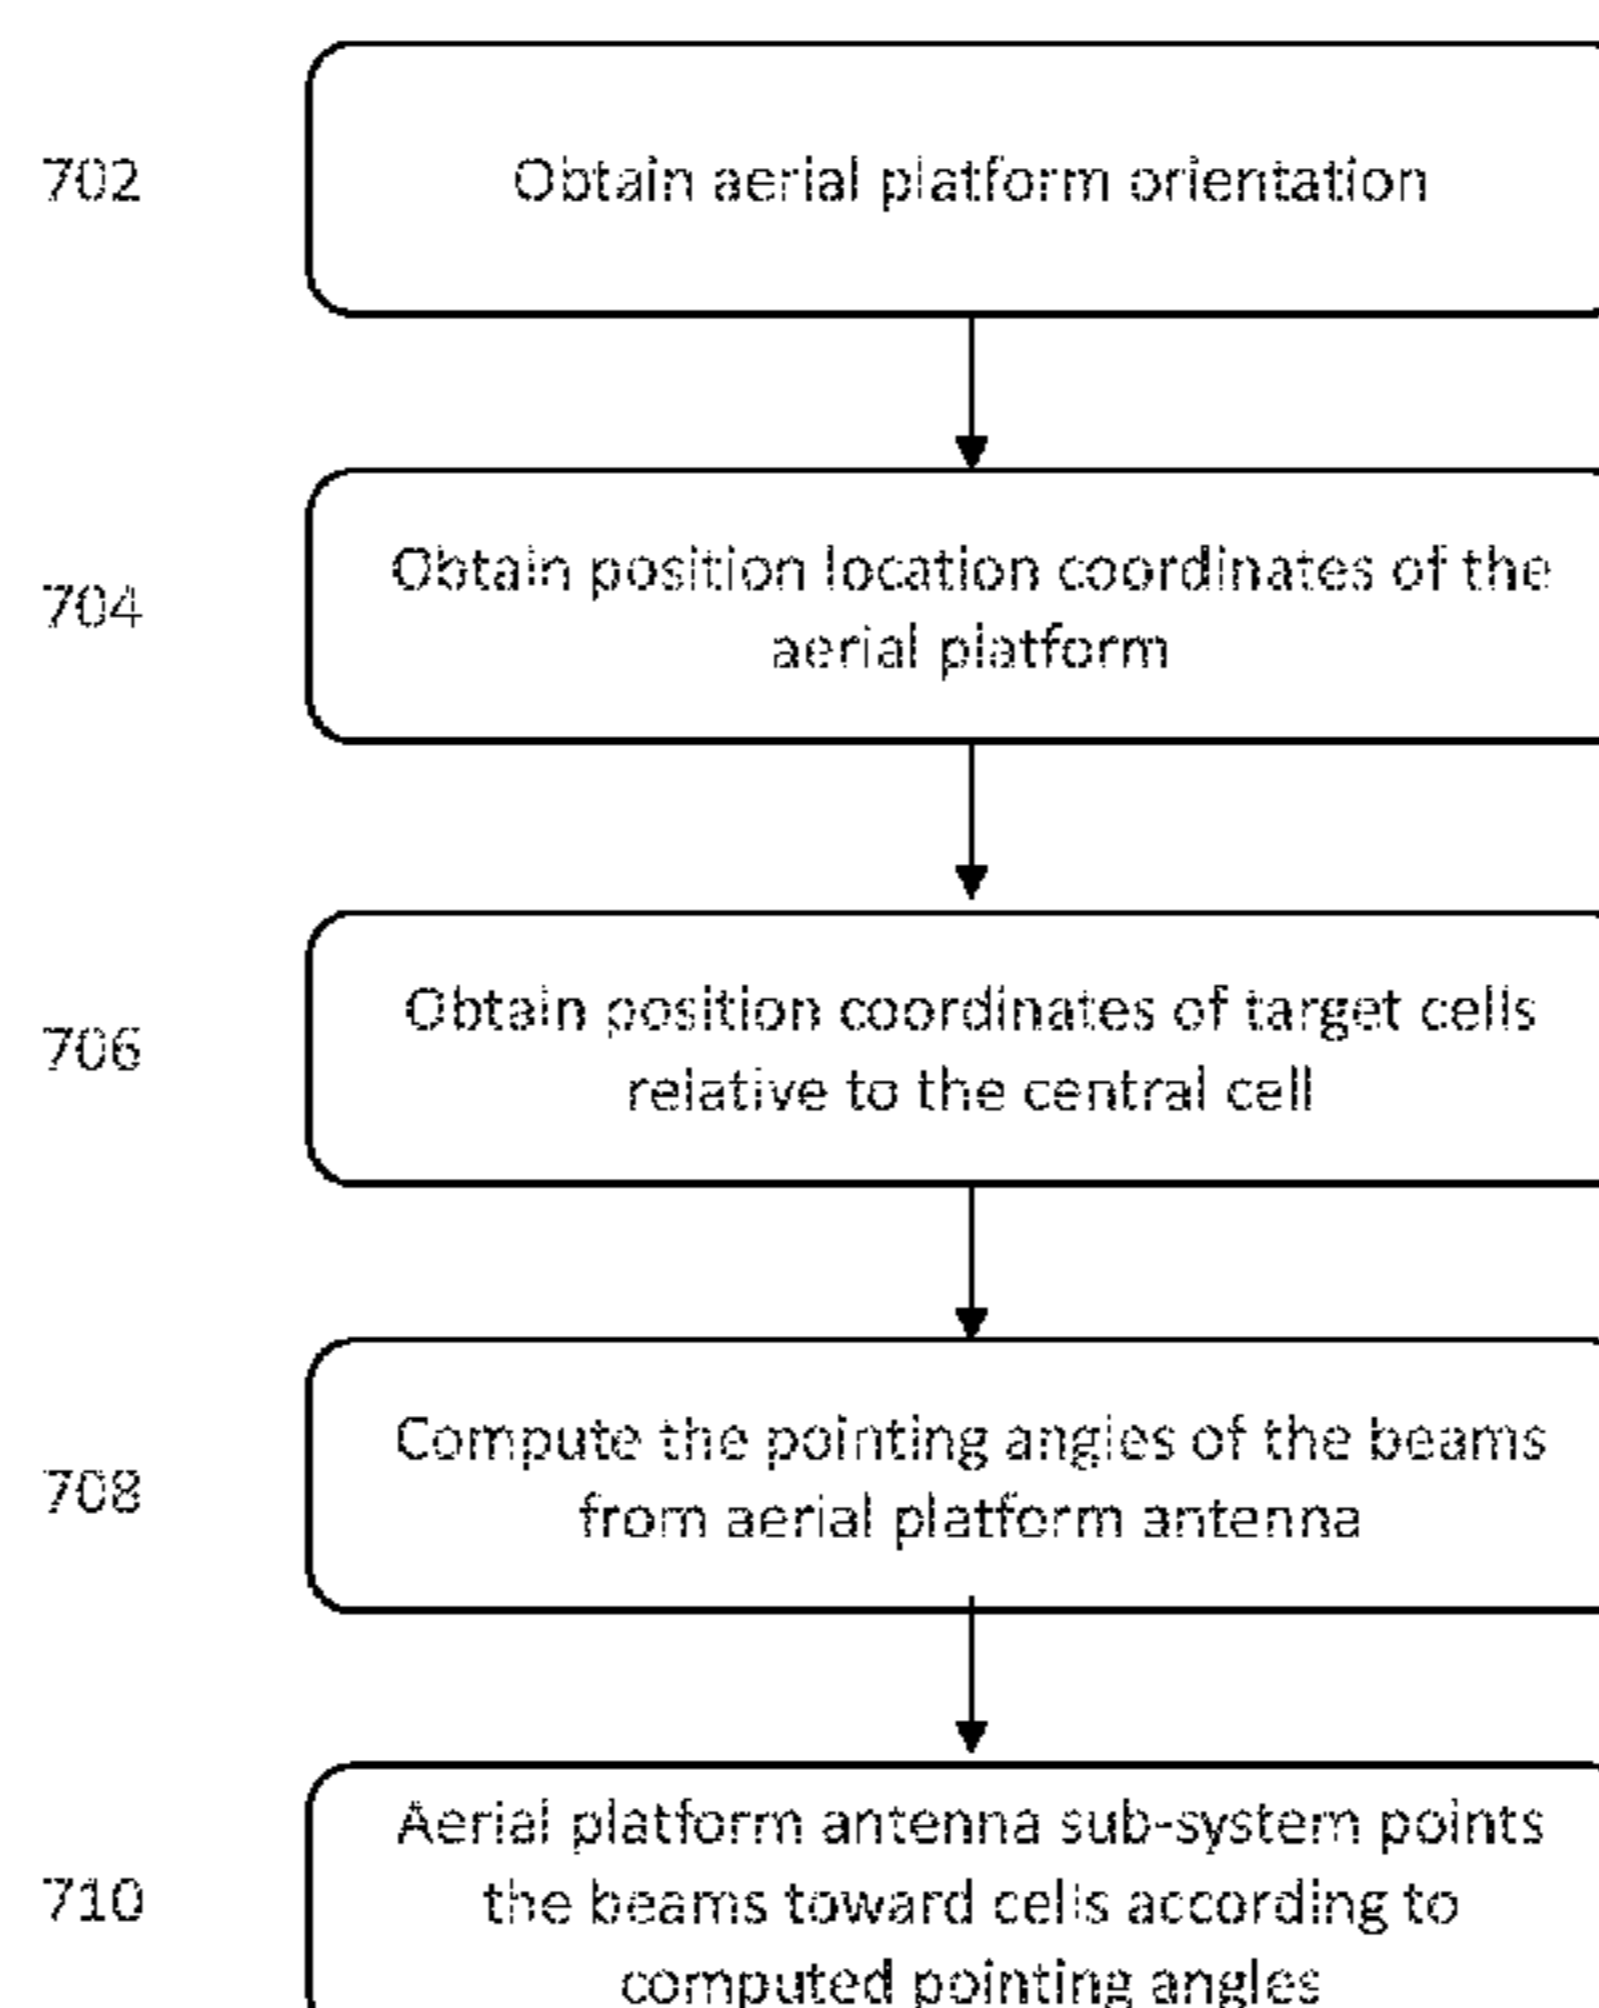 702
Obtain aerial platform orientation
704
Obtain position location coordinates of the
aerial platform
706
Obtain position coordinates of target cells
relative to the central cell
708
Compute the pointing angles of the beams
from aerial platform antenna
710
Aerial platform antenna sub-system points
the beams toward cells according to
computed pointing angles